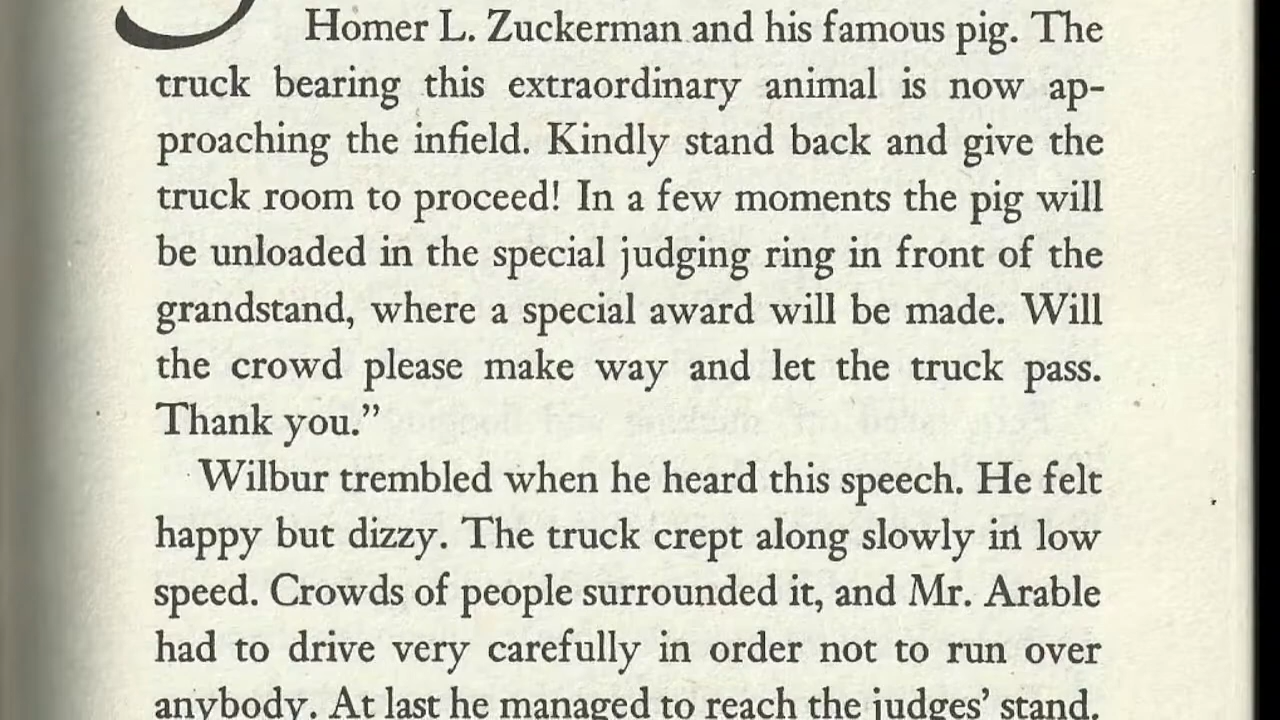 Homer L. Zuckerman and his famous pig. The
truck bearing this extraordinary animal is now ap-
proaching the infield. Kindly stand back and give the
truck room to proceed! In a few moments the pig will
be unloaded in the special judging ring in front of the
grandstand, where a special award will be made. Will
the crowd please make way and let the truck pass.
Thank you.”
Wilbur trembled when he heard this speech. He felt
happy but dizzy. The truck crept along slowly in low
speed. Crowds of people surrounded it, and Mr. Arable
had to drive very carefully in order not to run over
anybody. At last he managed to reach the judges’ stand.